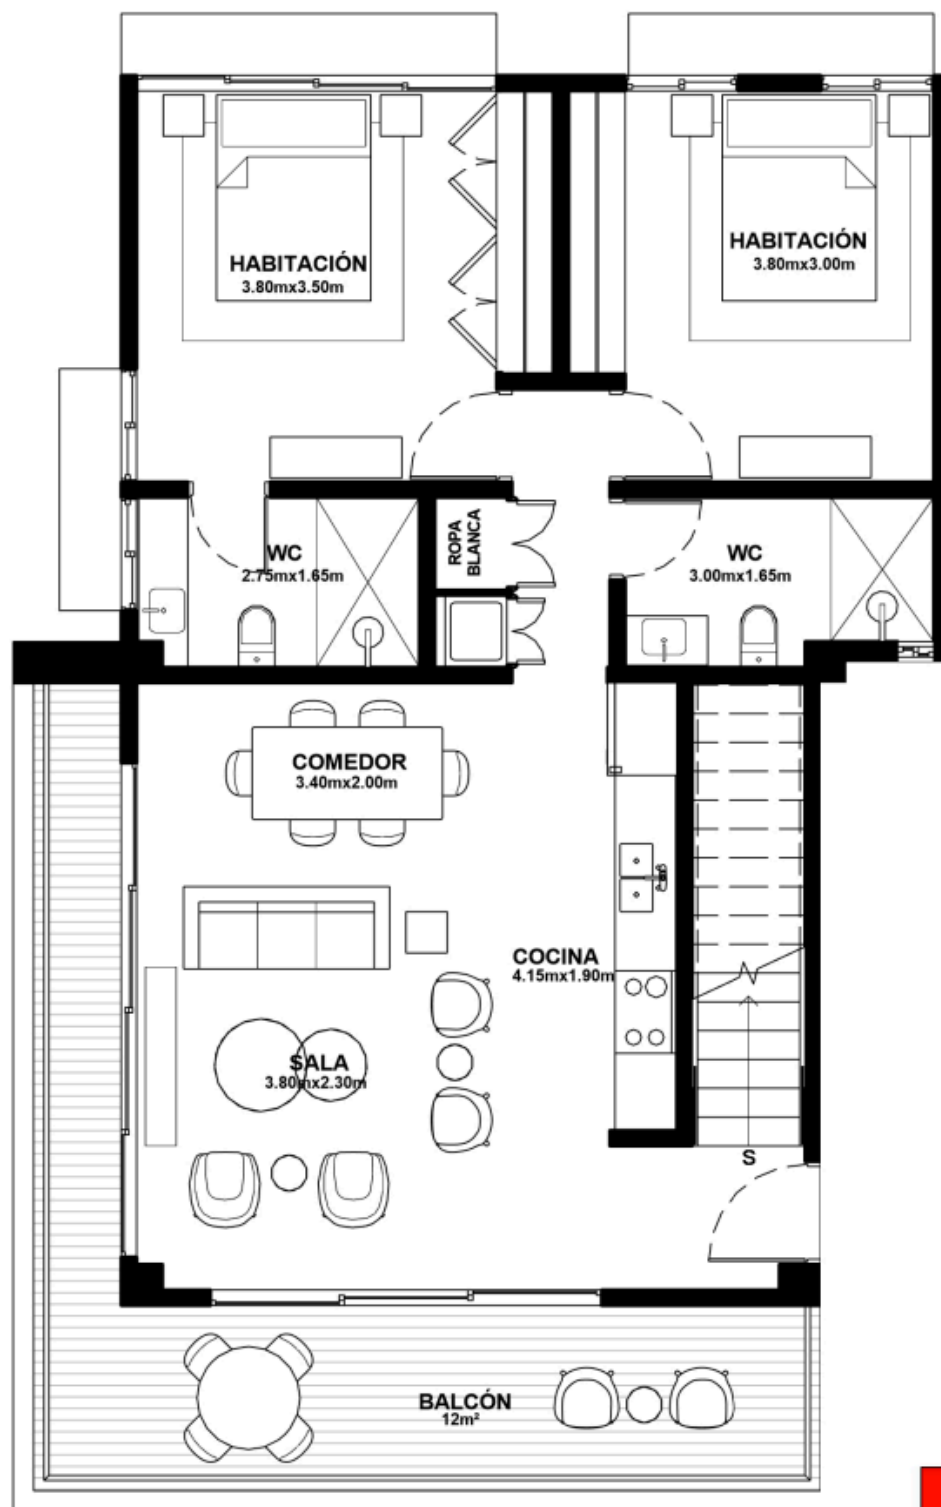 HABITACIÓN
3.80mx3.50m
HABITACIÓN
3.80mx3.00m
ROPA
BLANCA
WC
2.75mx1.65m
WC
3.00mx1.65m
COMEDOR
3.40mx2.00m
COCINA
4.15mx1.90m
SALA
3.80mx2.30m
S
BALCÓN
12m²